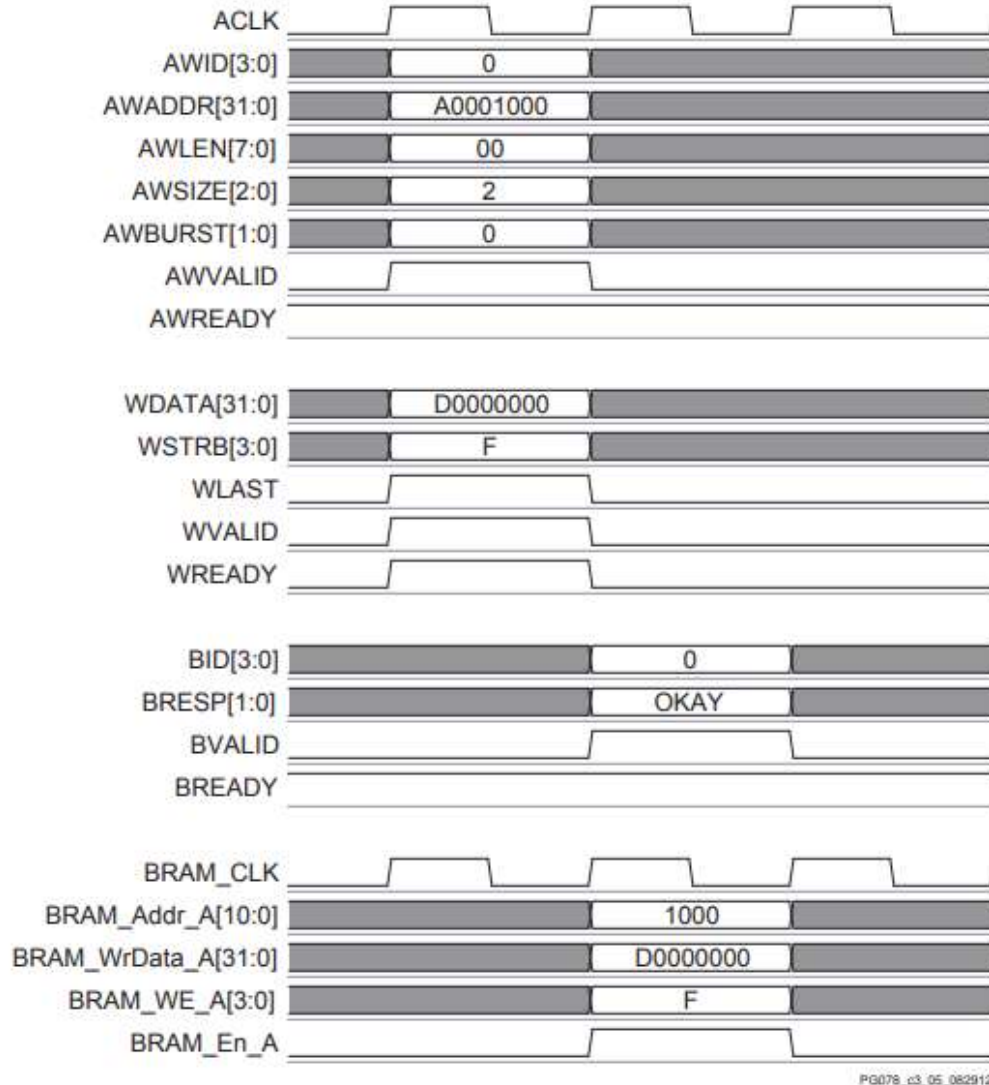 ACLK
AWID[3:0] 0
AWADDR[31:0] A0001000
AWLEN[7:0] 00
AWSIZE[2:0] 2
AWBURST[1:0] 0
AWVALID
AWREADY
WDATA[31:0] D0000000
WSTRB[3:0] F
WLAST
WVALID
WREADY
BID[3:0] 0
BRESP[1:0] OKAY
BVALID
BREADY
BRAM_CLK
BRAM_Addr_A[10:0] 1000
BRAM_WrData_A[31:0] D0000000
BRAM_WE_A[3:0] F
BRAM_En_A
PG078_c3_05_082912